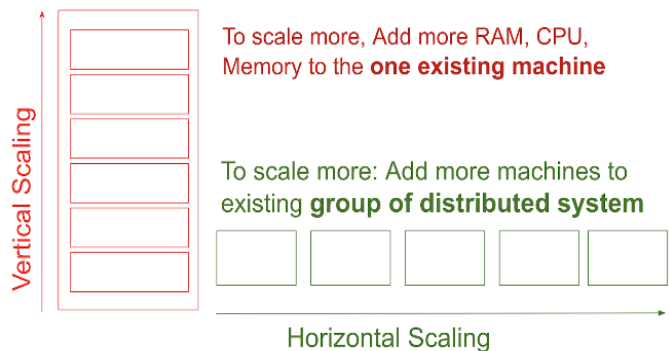 Vertical Scaling
To scale more, Add more RAM, CPU,
Memory to the one existing machine
To scale more: Add more machines to
existing group of distributed system
Horizontal Scaling